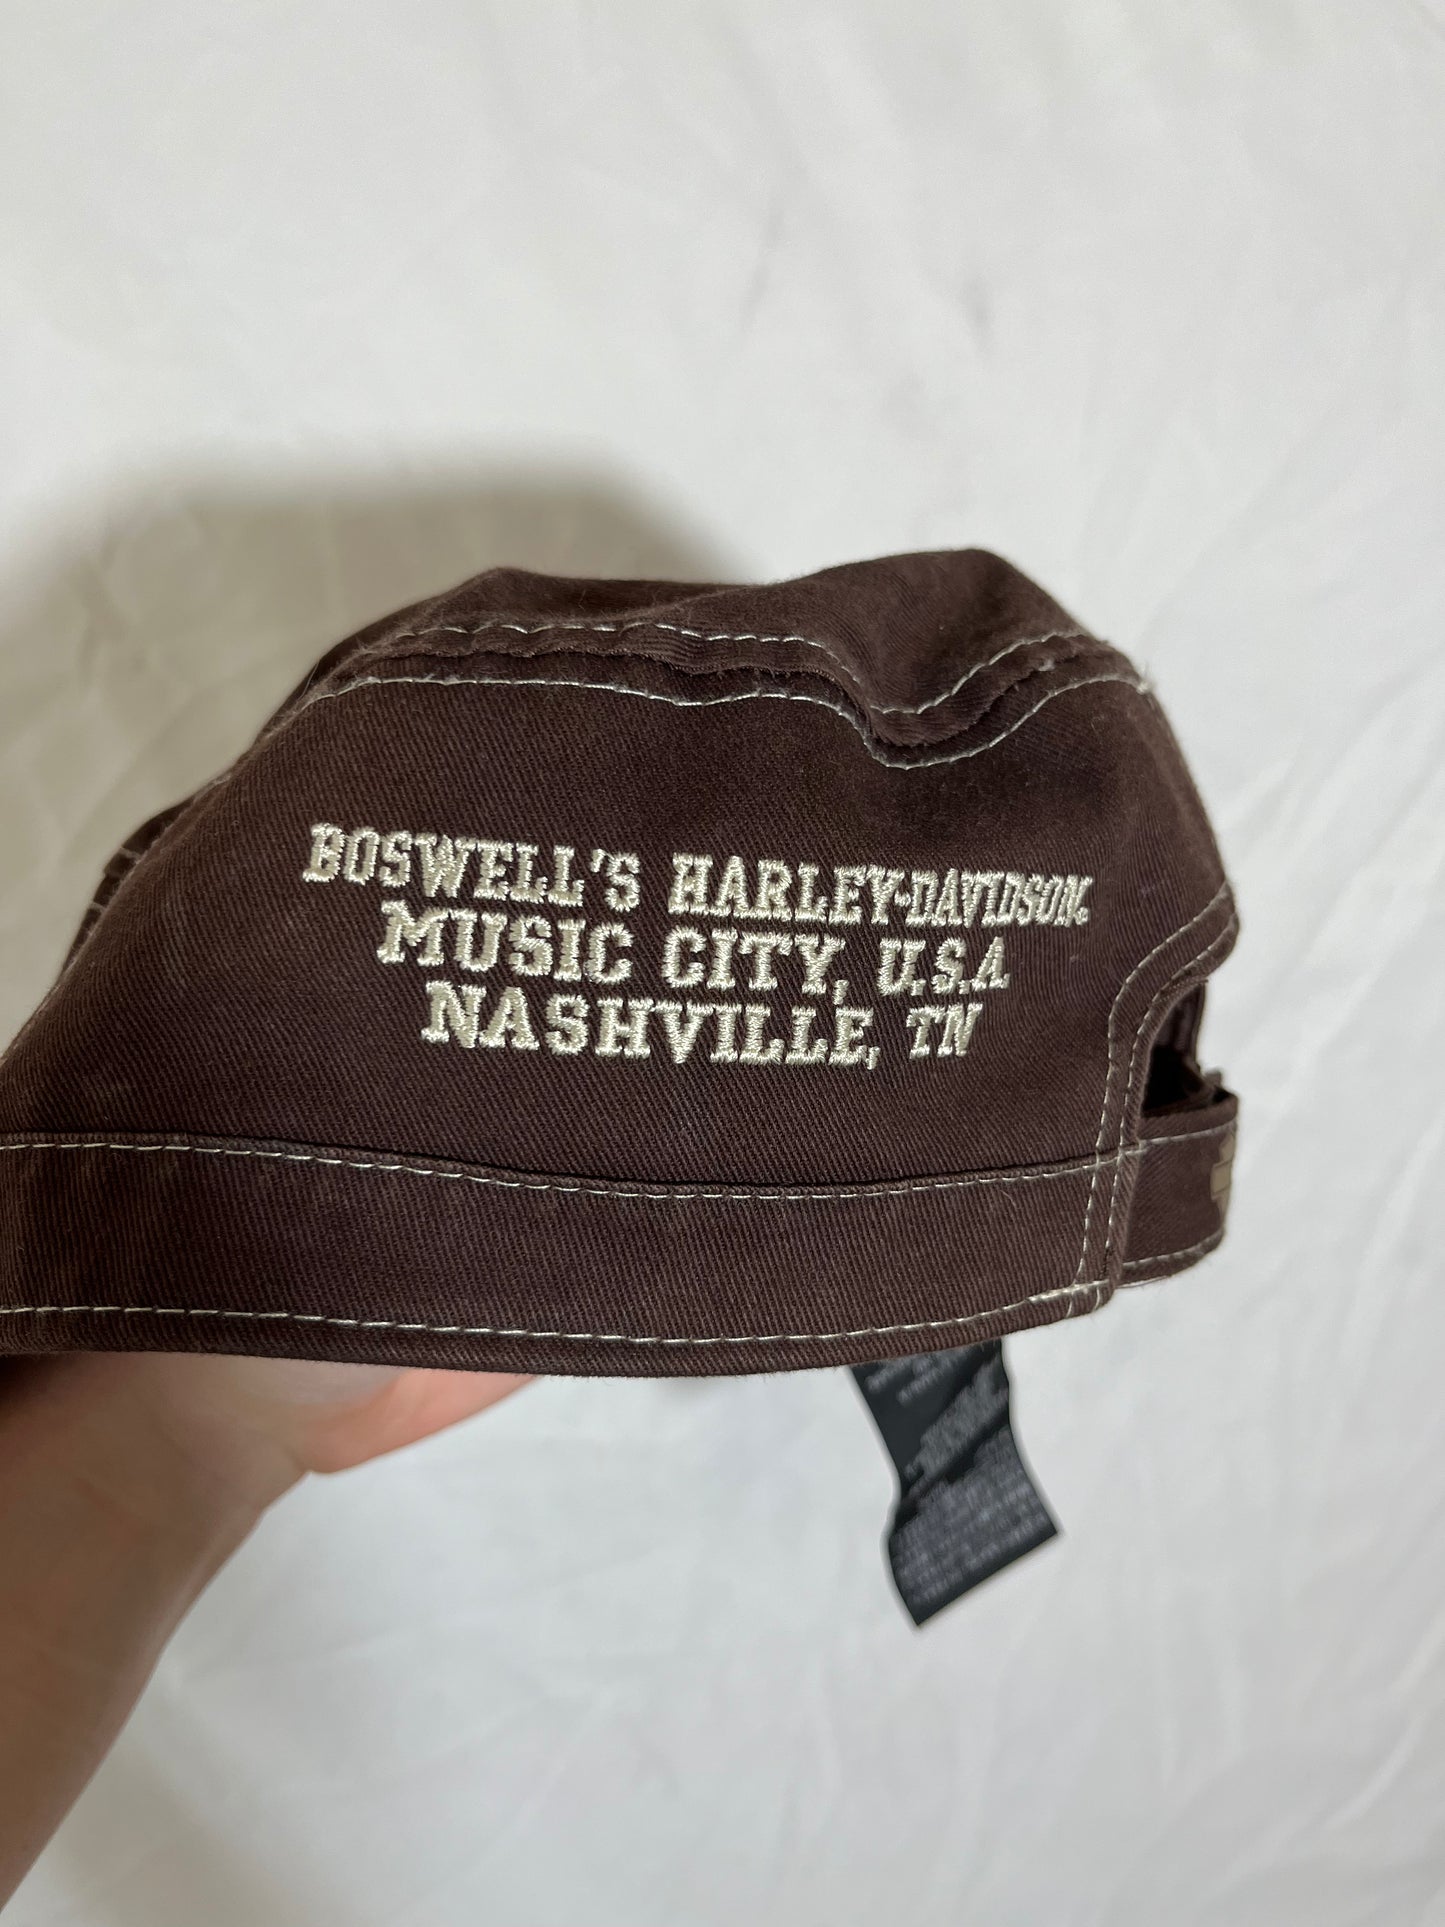 BOSWELL'S HARLEY-DAVIDSON®
MUSIC CITY, U.S.A
NASHVILLE, TN